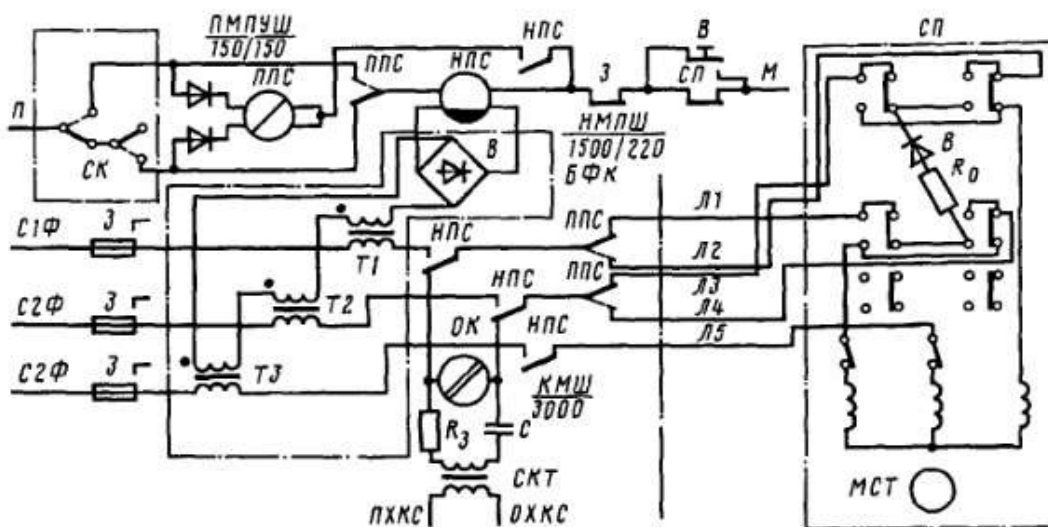 ПМПУШ
150/150
ППС
ППС
НПС
НПС
З
В
СП
М
СП
П
СК
НМПШ
1500/220
БФК
В
В
R₀
С1Ф
З
Т1
НПС
ППС
Л1
Л2
ППС
Л3
С2Ф
З
Т2
НПС
Л4
ОК
НПС
Л5
С2Ф
З
Т3
КМШ
3000
R₃
С
СКТ
ПХКС
ОХКС
МСТ